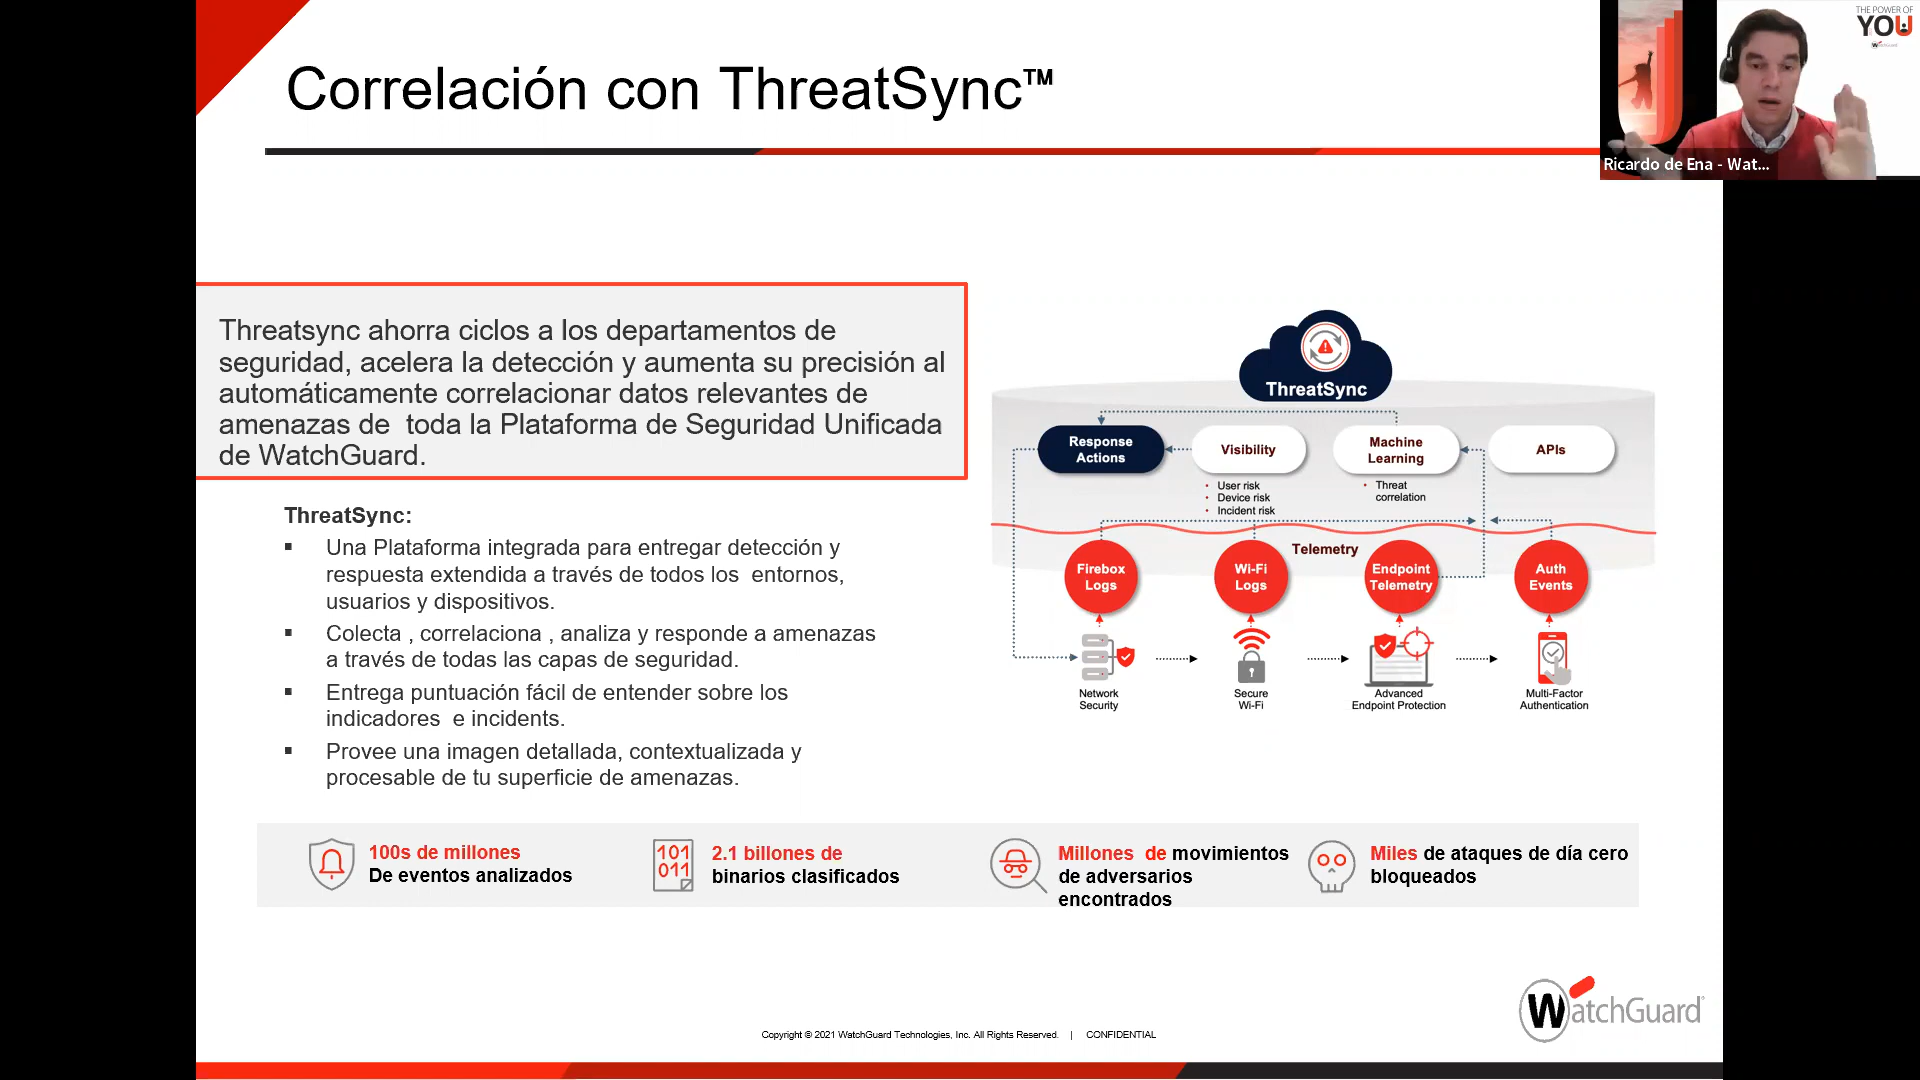 Correlación con ThreatSync™
THE POWER OF
YOU
WatchGuard
Ricardo de Ena - Wat...
Threatsync ahorra ciclos a los departamentos de
seguridad, acelera la detección y aumenta su precisión al
automáticamente correlacionar datos relevantes de
amenazas de  toda la Plataforma de Seguridad Unificada
de WatchGuard.
ThreatSync:
▪ Una Plataforma integrada para entregar detección y
respuesta extendida a través de todos los  entornos,
usuarios y dispositivos.
▪ Colecta , correlaciona , analiza y responde a amenazas
a través de todas las capas de seguridad.
▪ Entrega puntuación fácil de entender sobre los
indicadores  e incidents.
▪ Provee una imagen detallada, contextualizada y
procesable de tu superficie de amenazas.
ThreatSync
Response
Actions
Visibility
• User risk
• Device risk
• Incident risk
Machine
Learning
• Threat
correlation
APIs
Telemetry
Firebox
Logs
Wi-Fi
Logs
Endpoint
Telemetry
Auth
Events
Network
Security
Secure
Wi-Fi
Advanced
Endpoint Protection
Multi-Factor
Authentication
100s de millones
De eventos analizados
101
011
2.1 billones de
binarios clasificados
Millones  de movimientos
de adversarios
encontrados
Miles de ataques de día cero
bloqueados
WatchGuard
Copyright © 2021 WatchGuard Technologies, Inc. All Rights Reserved. | CONFIDENTIAL